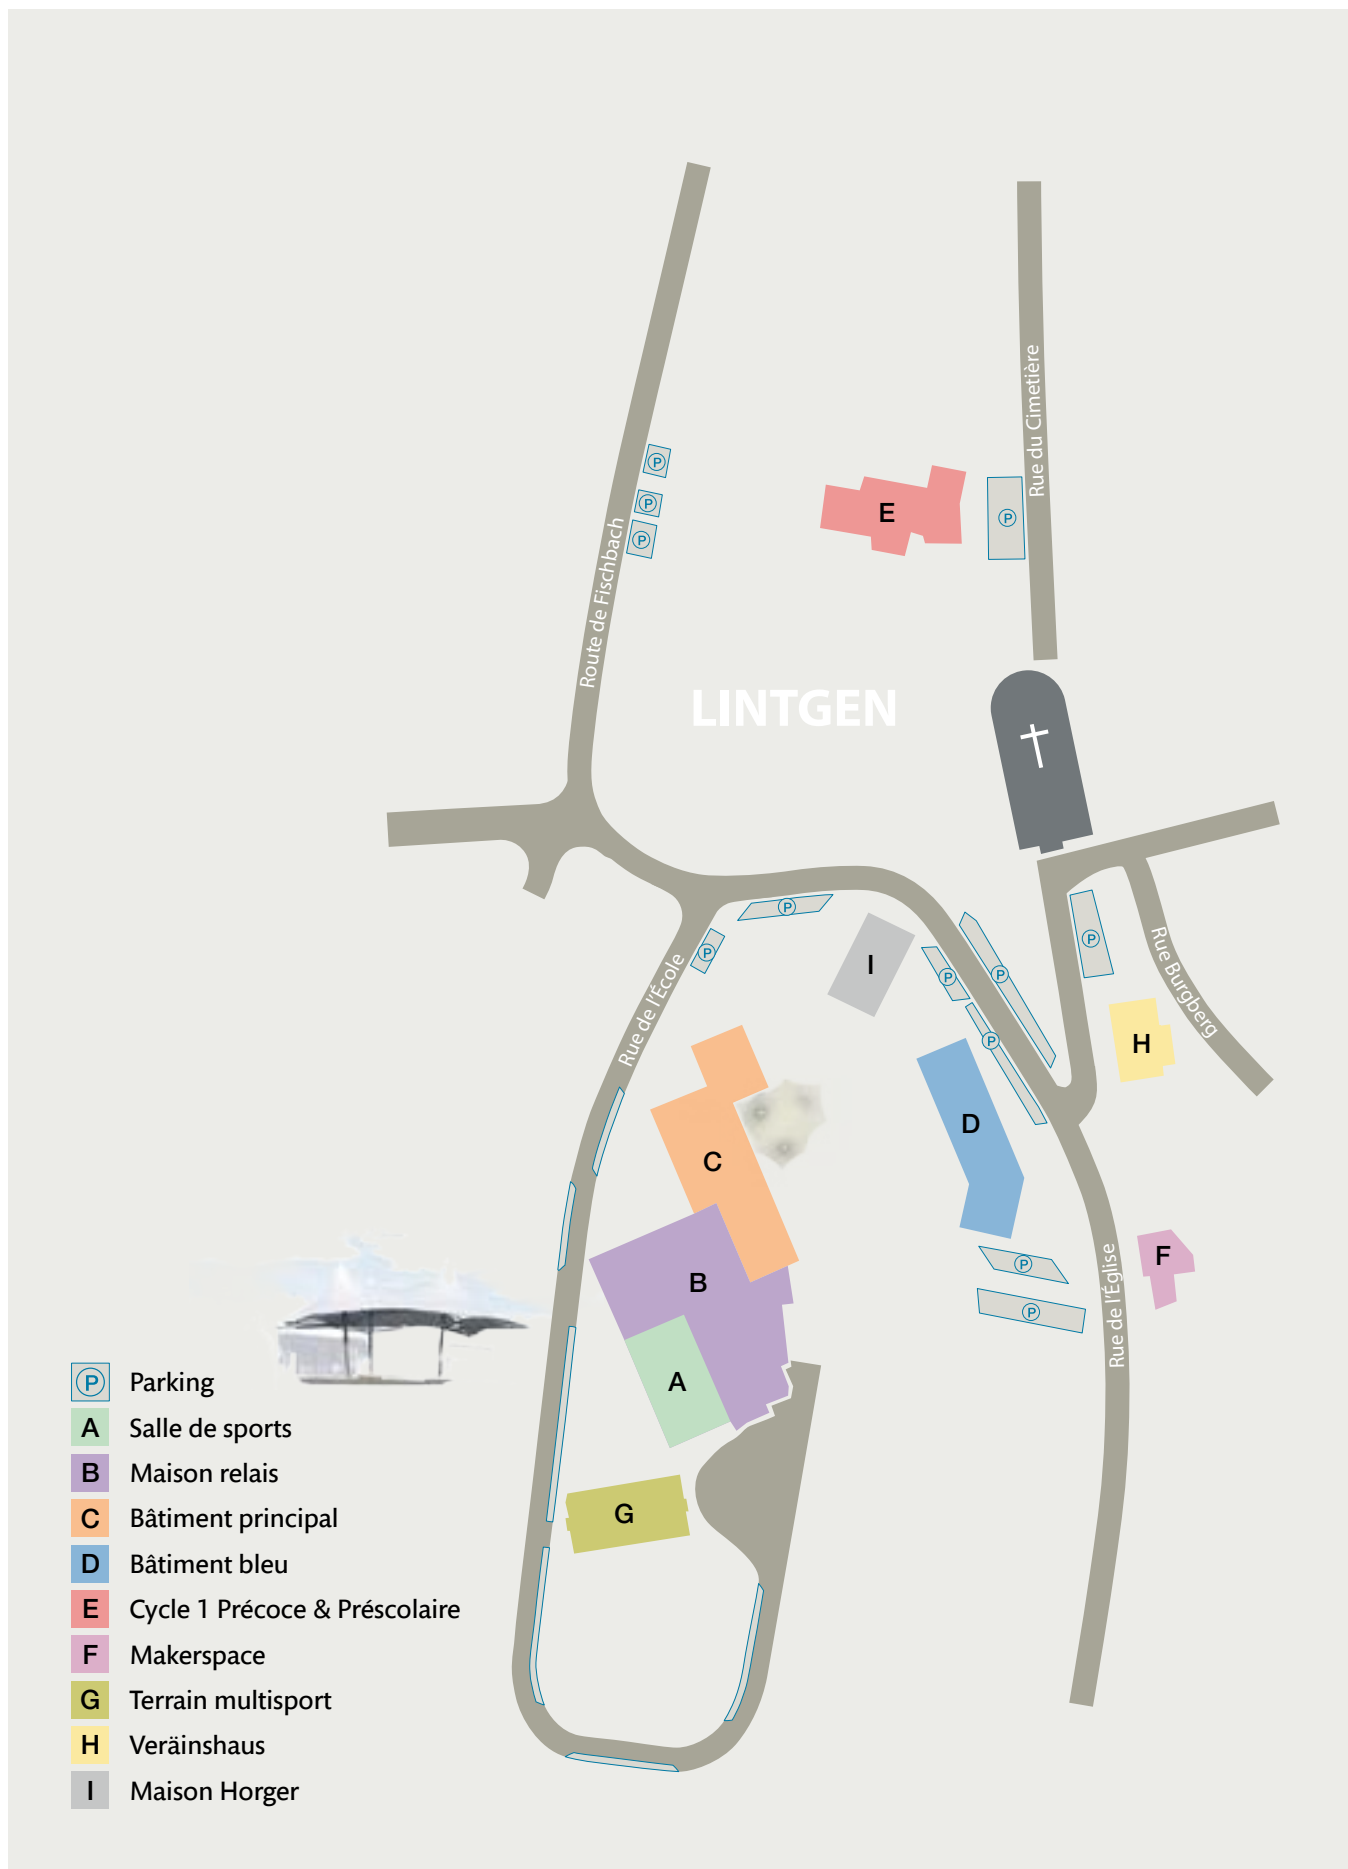 Rue du Cimetière
P
P
P
P
E
Route de Fischbach
LINTGEN
P
P
P
P
P
P
Rue de l'École
I
Rue Burgberg
H
D
C
F
B
P
P
Rue de l'Église
A
G
P Parking
A Salle de sports
B Maison relais
C Bâtiment principal
D Bâtiment bleu
E Cycle 1 Précoce & Préscolaire
F Makerspace
G Terrain multisport
H Veräinshaus
I Maison Horger